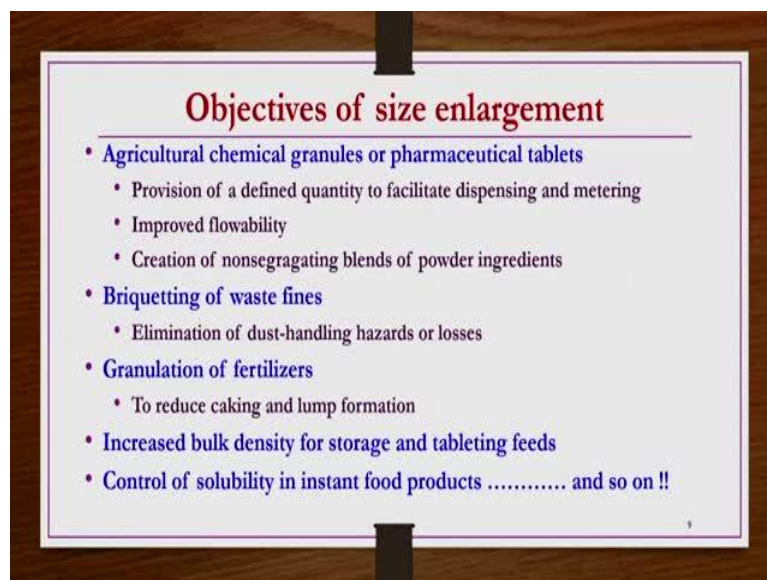 Objectives of size enlargement
• Agricultural chemical granules or pharmaceutical tablets
• Provision of a defined quantity to facilitate dispensing and metering
• Improved flowability
• Creation of nonsegragating blends of powder ingredients
• Briquetting of waste fines
• Elimination of dust-handling hazards or losses
• Granulation of fertilizers
• To reduce caking and lump formation
• Increased bulk density for storage and tableting feeds
• Control of solubility in instant food products ………… and so on !!
9